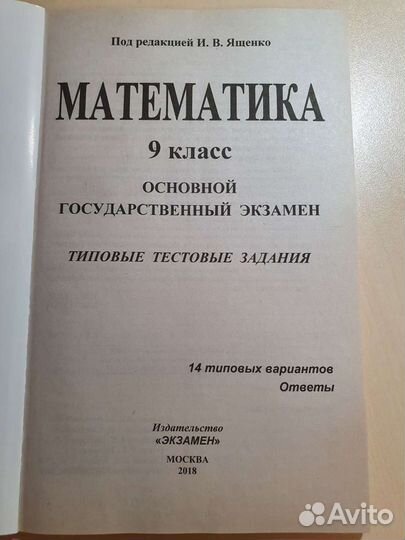 Под редакцией И. В. Ященко
МАТЕМАТИКА
9 класс
ОСНОВНОЙ
ГОСУДАРСТВЕННЫЙ ЭКЗАМЕН
ТИПОВЫЕ ТЕСТОВЫЕ ЗАДАНИЯ
14 типовых вариантов
Ответы
Издательство
«ЭКЗАМЕН»
МОСКВА
2018
Avito